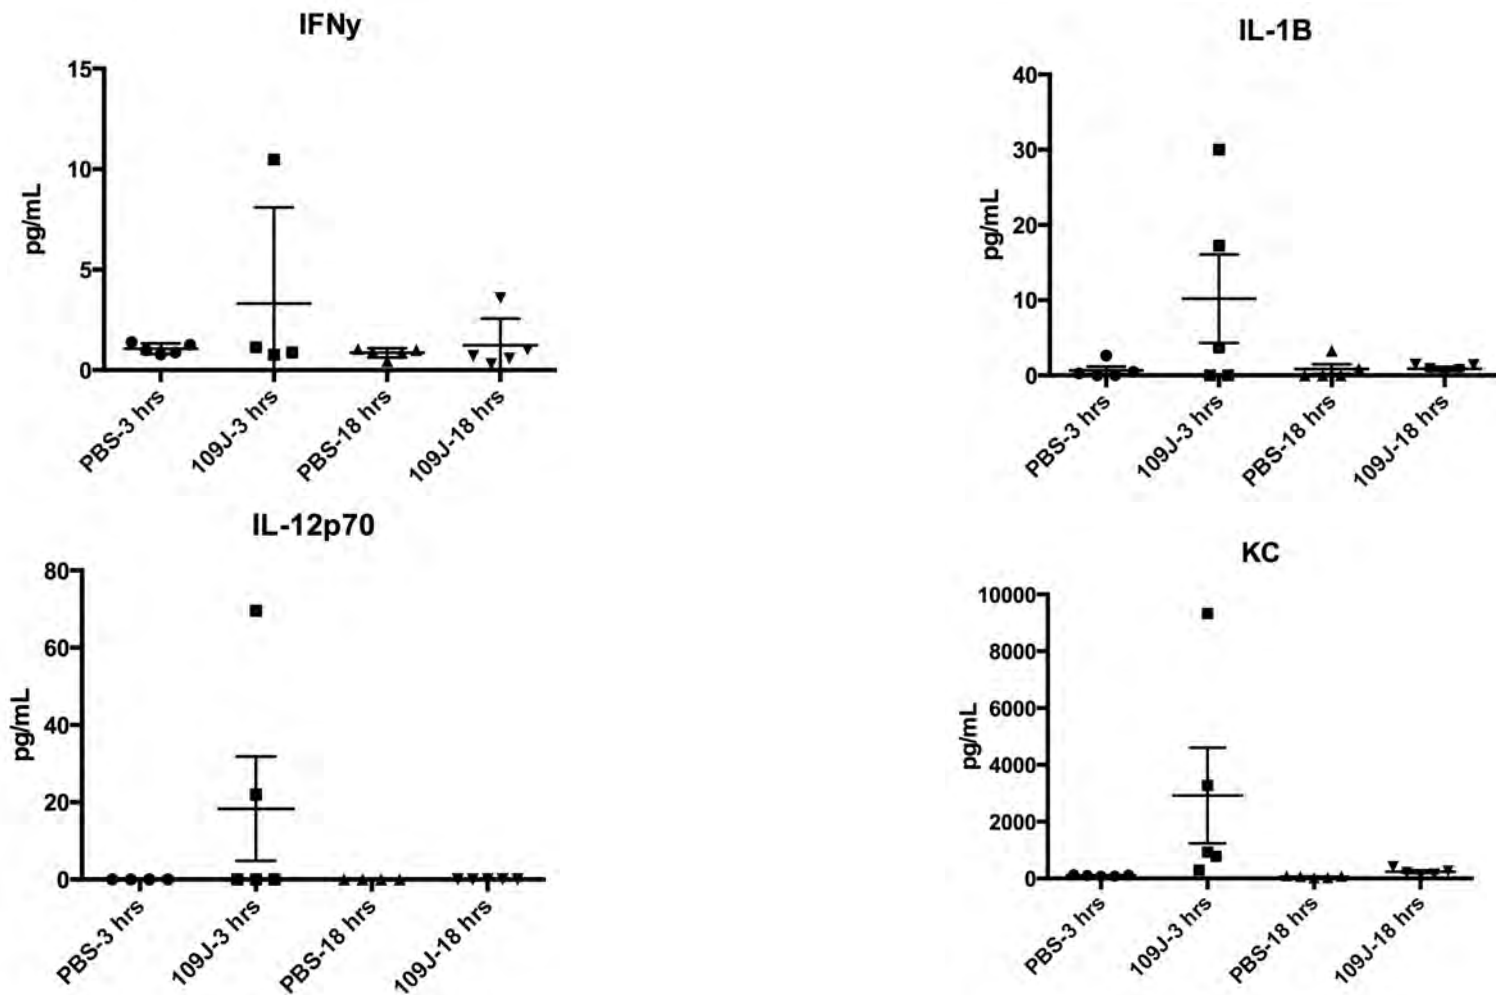 IFNy
15
10
5
0
pg/mL
PBS-3 hrs
109J-3 hrs
PBS-18 hrs
109J-18 hrs
IL-1B
40
30
20
10
0
pg/mL
PBS-3 hrs
109J-3 hrs
PBS-18 hrs
109J-18 hrs
IL-12p70
80
60
40
20
0
pg/mL
PBS-3 hrs
109J-3 hrs
PBS-18 hrs
109J-18 hrs
KC
10000
8000
6000
4000
2000
0
pg/mL
PBS-3 hrs
109J-3 hrs
PBS-18 hrs
109J-18 hrs